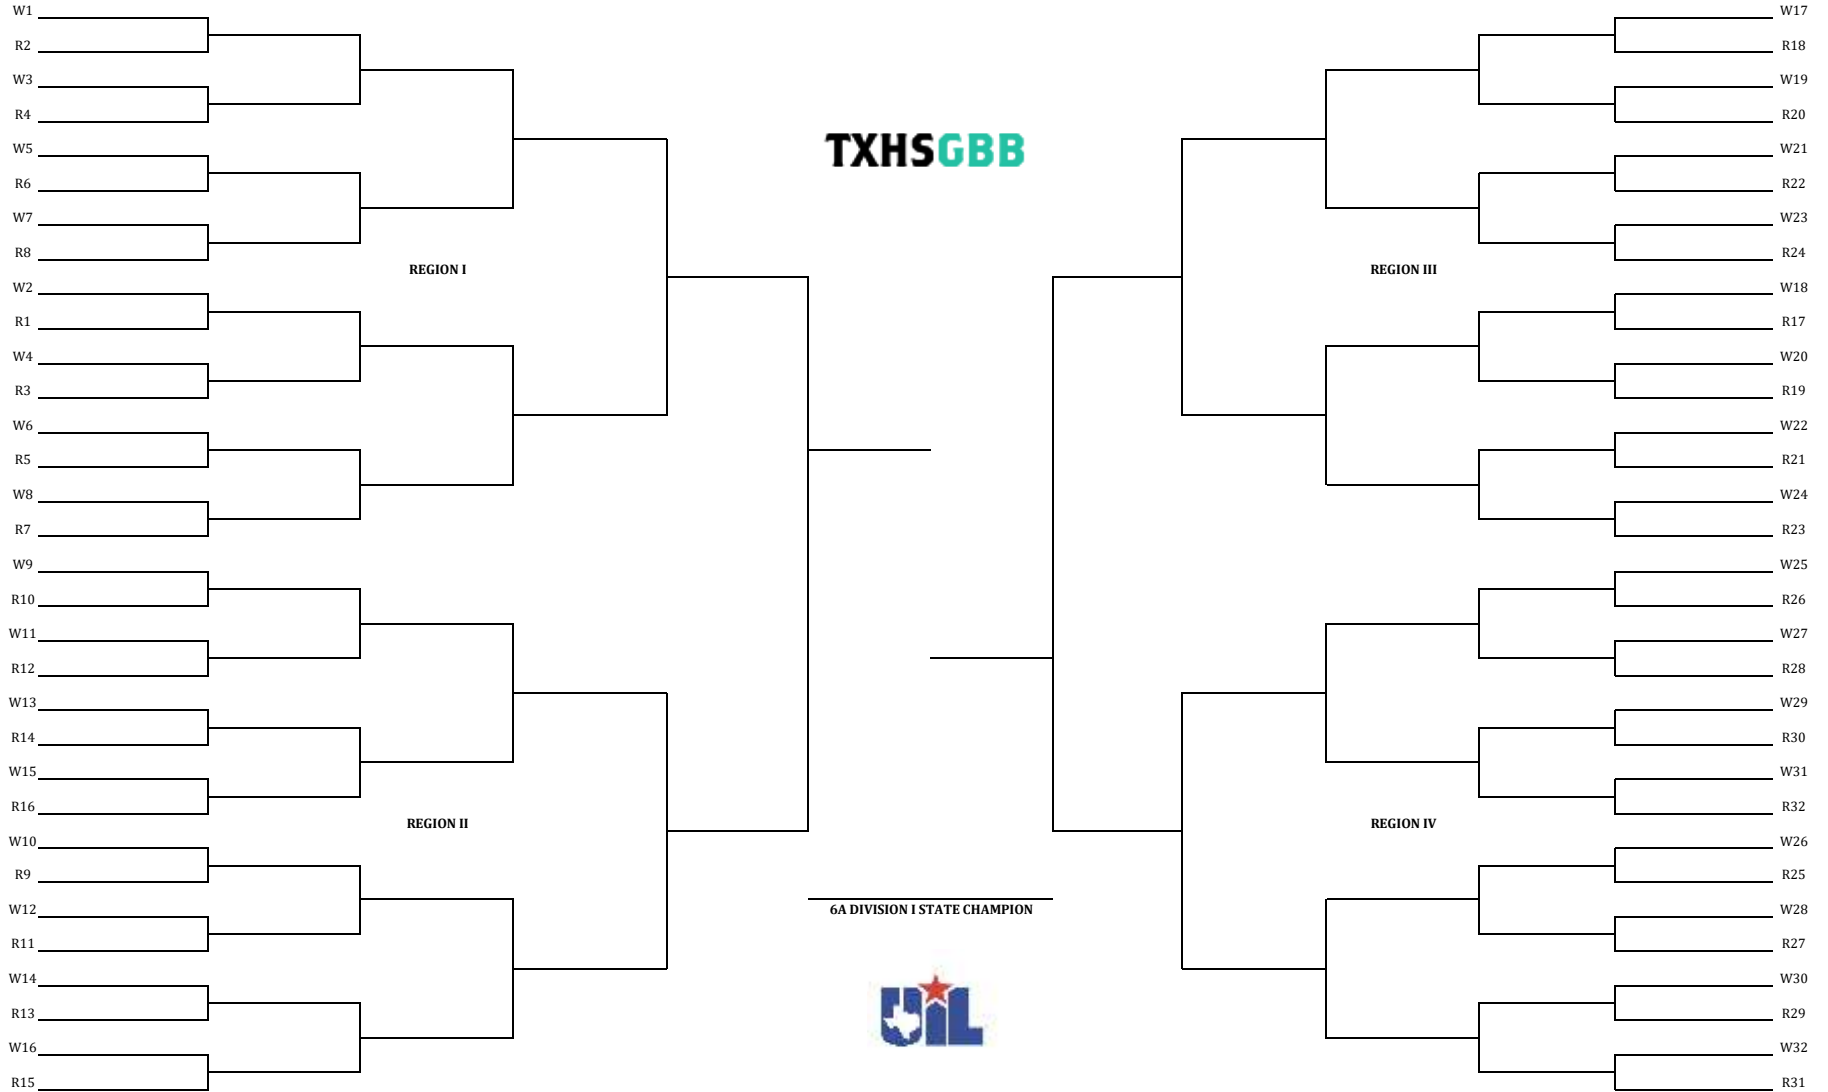 W1
R2
W3
R4
W5
R6
W7
R8
REGION I
W2
R1
W4
R3
W6
R5
W8
R7
W9
R10
W11
R12
W13
R14
W15
R16
REGION II
W10
R9
W12
R11
W14
R13
W16
R15
TXHSGBB
6A DIVISION I STATE CHAMPION
UIL
W17
R18
W19
R20
W21
R22
W23
R24
REGION III
W18
R17
W20
R19
W22
R21
W24
R23
W25
R26
W27
R28
W29
R30
W31
R32
REGION IV
W26
R25
W28
R27
W30
R29
W32
R31